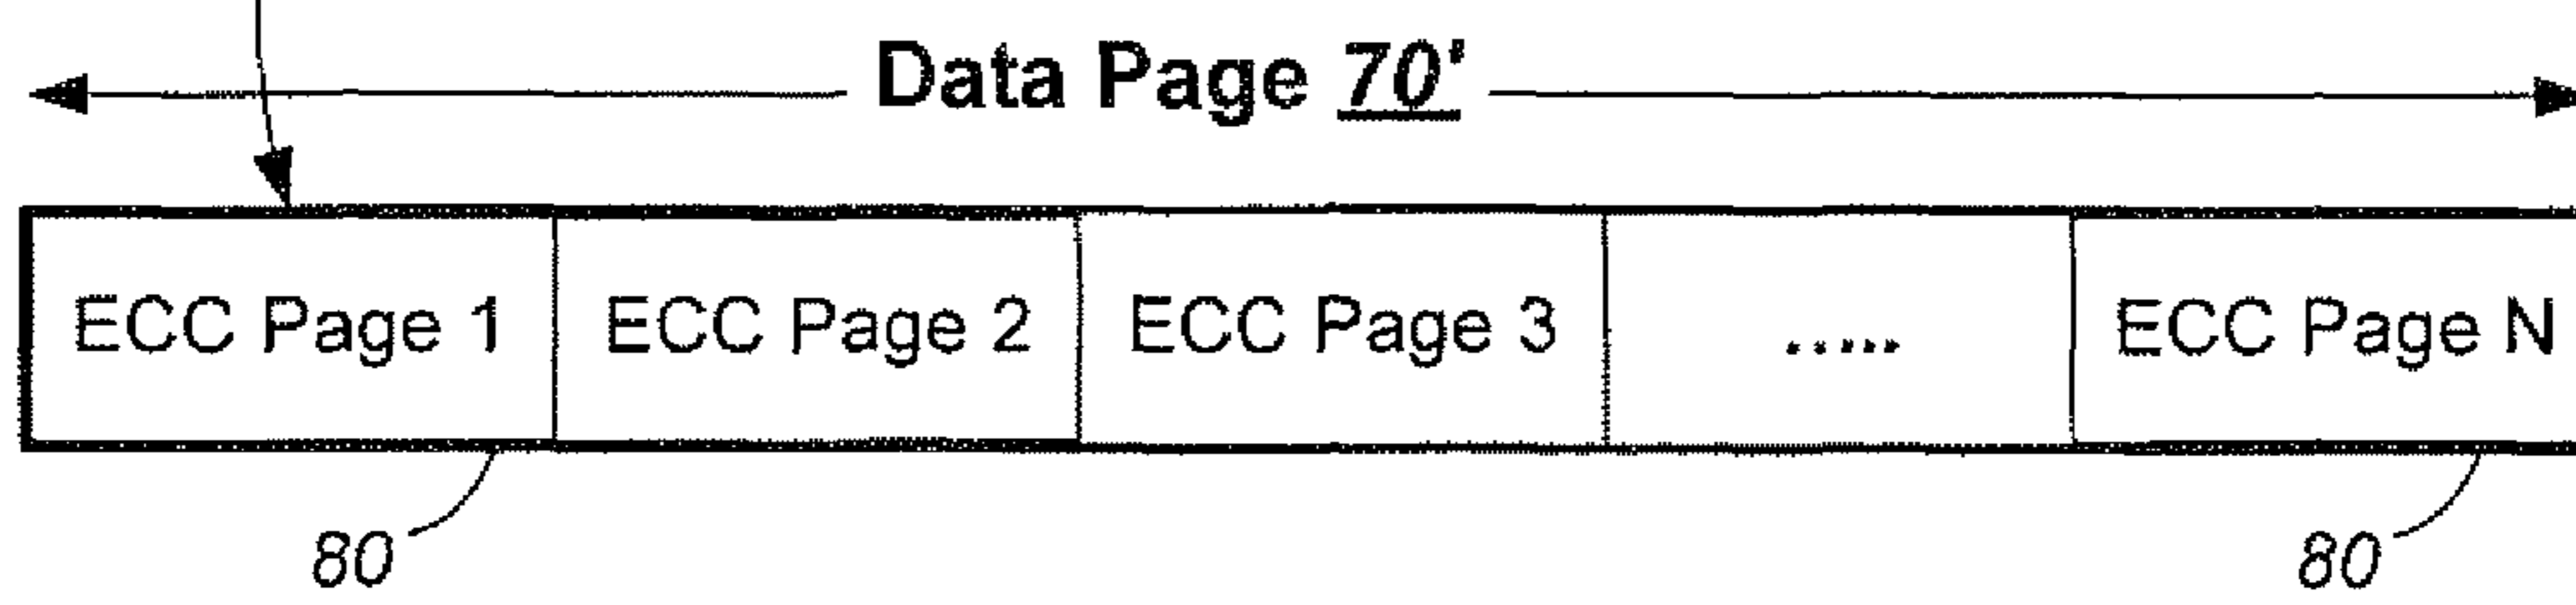 Data Page 70'
ECC Page 1 ECC Page 2 ECC Page 3 ..... ECC Page N
80 80